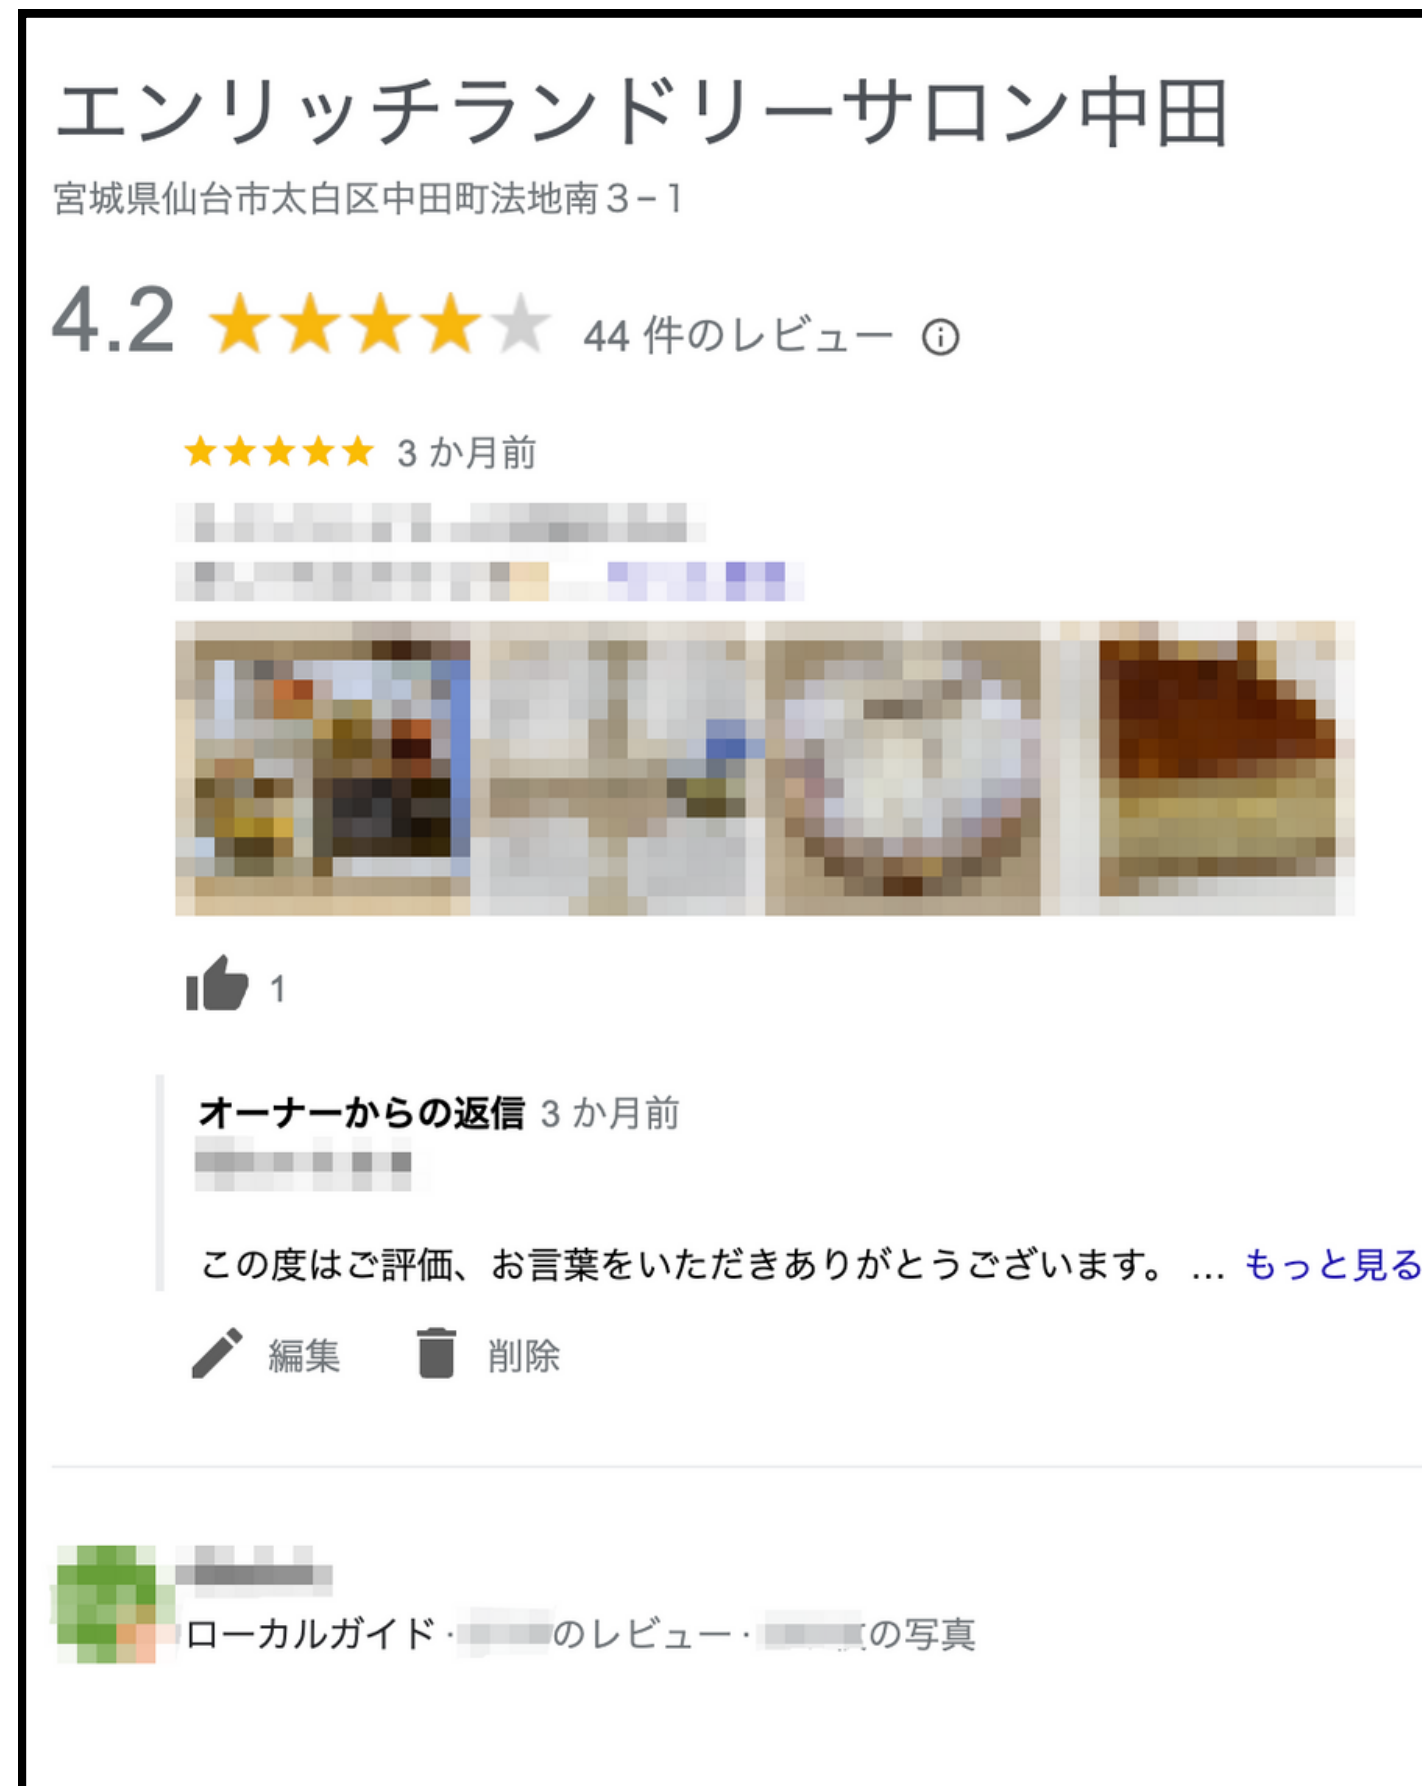 エンリッチランドリーサロン中田
宮城県仙台市太白区中田町法地南３−１
4.2 44 件のレビュー
3 か月前
1
オーナーからの返信 3 か月前
この度はご評価、お言葉をいただきありがとうございます。 … もっと見る
編集 削除
ローカルガイド · のレビュー · の写真